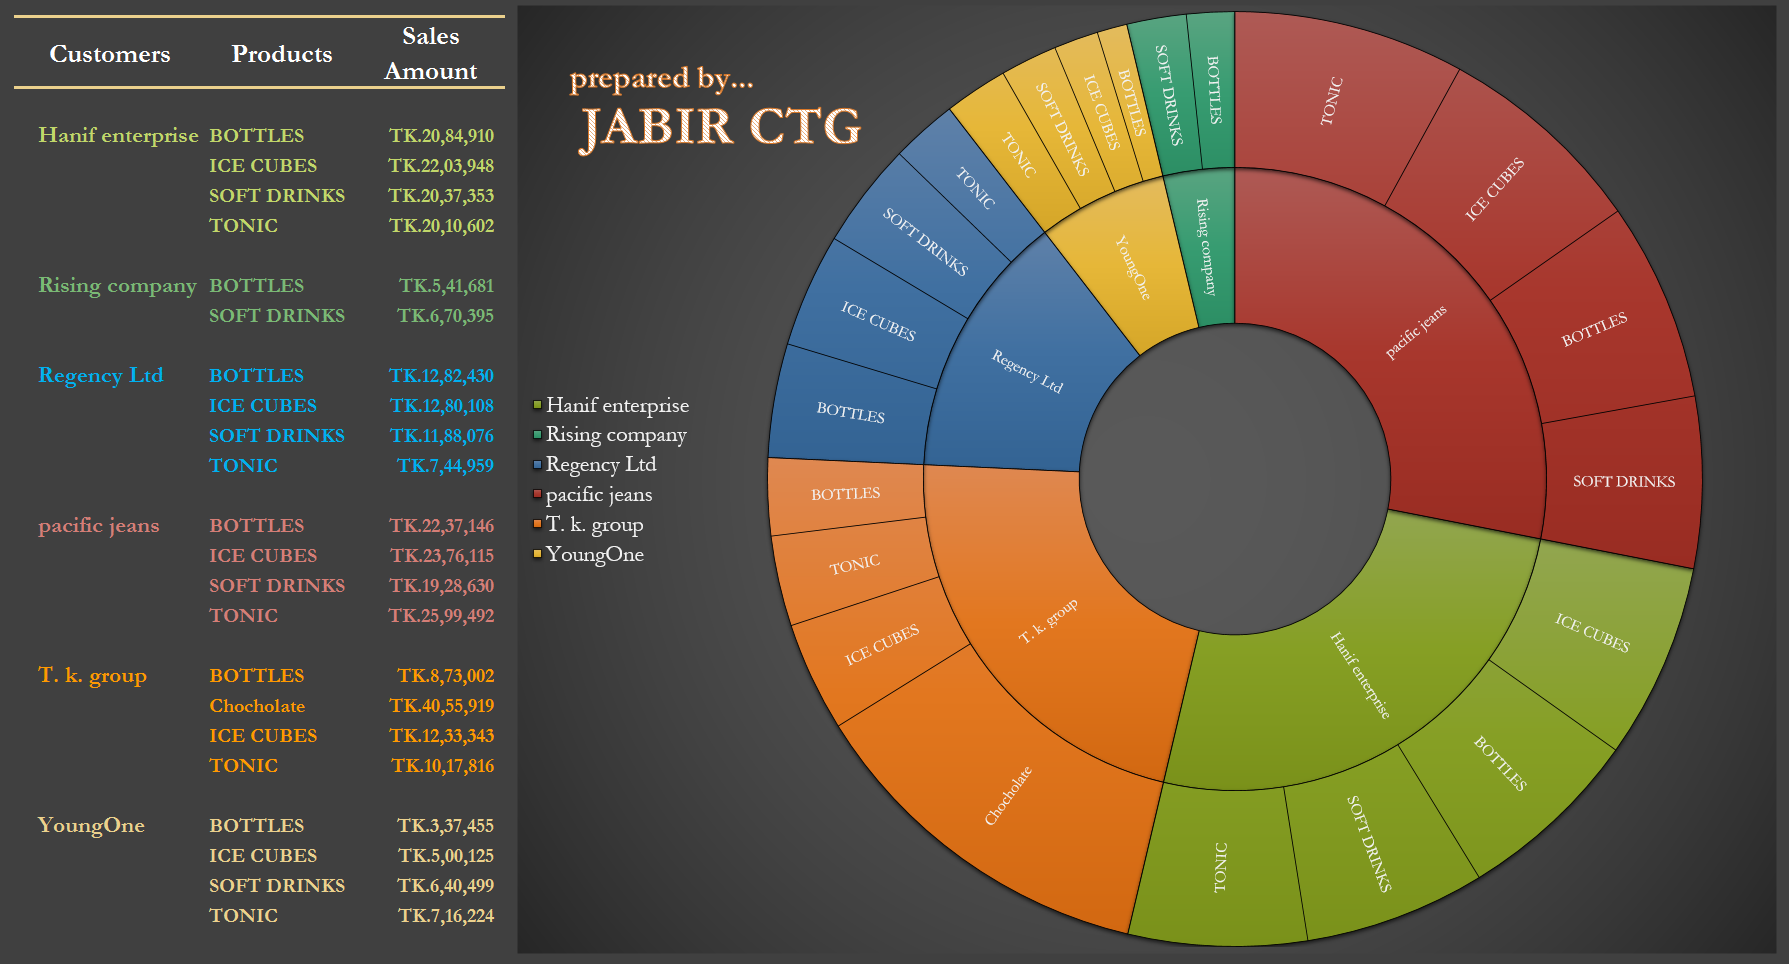 Customers Products Sales Amount
Hanif enterprise BOTTLES TK.20,84,910
ICE CUBES TK.22,03,948
SOFT DRINKS TK.20,37,353
TONIC TK.20,10,602
Rising company BOTTLES TK.5,41,681
SOFT DRINKS TK.6,70,395
Regency Ltd BOTTLES TK.12,82,430
ICE CUBES TK.12,80,108
SOFT DRINKS TK.11,88,076
TONIC TK.7,44,959
pacific jeans BOTTLES TK.22,37,146
ICE CUBES TK.23,76,115
SOFT DRINKS TK.19,28,630
TONIC TK.25,99,492
T. k. group BOTTLES TK.8,73,002
Chocholate TK.40,55,919
ICE CUBES TK.12,33,343
TONIC TK.10,17,816
YoungOne BOTTLES TK.3,37,455
ICE CUBES TK.5,00,125
SOFT DRINKS TK.6,40,499
TONIC TK.7,16,224
prepared by...
JABIR CTG
Hanif enterprise
Rising company
Regency Ltd
pacific jeans
T. k. group
YoungOne
pacific jeans
TONIC
ICE CUBES
BOTTLES
SOFT DRINKS
Hanif enterprise
ICE CUBES
BOTTLES
SOFT DRINKS
TONIC
T. k. group
Chocholate
ICE CUBES
TONIC
BOTTLES
Regency Ltd
BOTTLES
ICE CUBES
SOFT DRINKS
TONIC
YoungOne
TONIC
SOFT DRINKS
ICE CUBES
BOTTLES
Rising company
SOFT DRINKS
BOTTLES